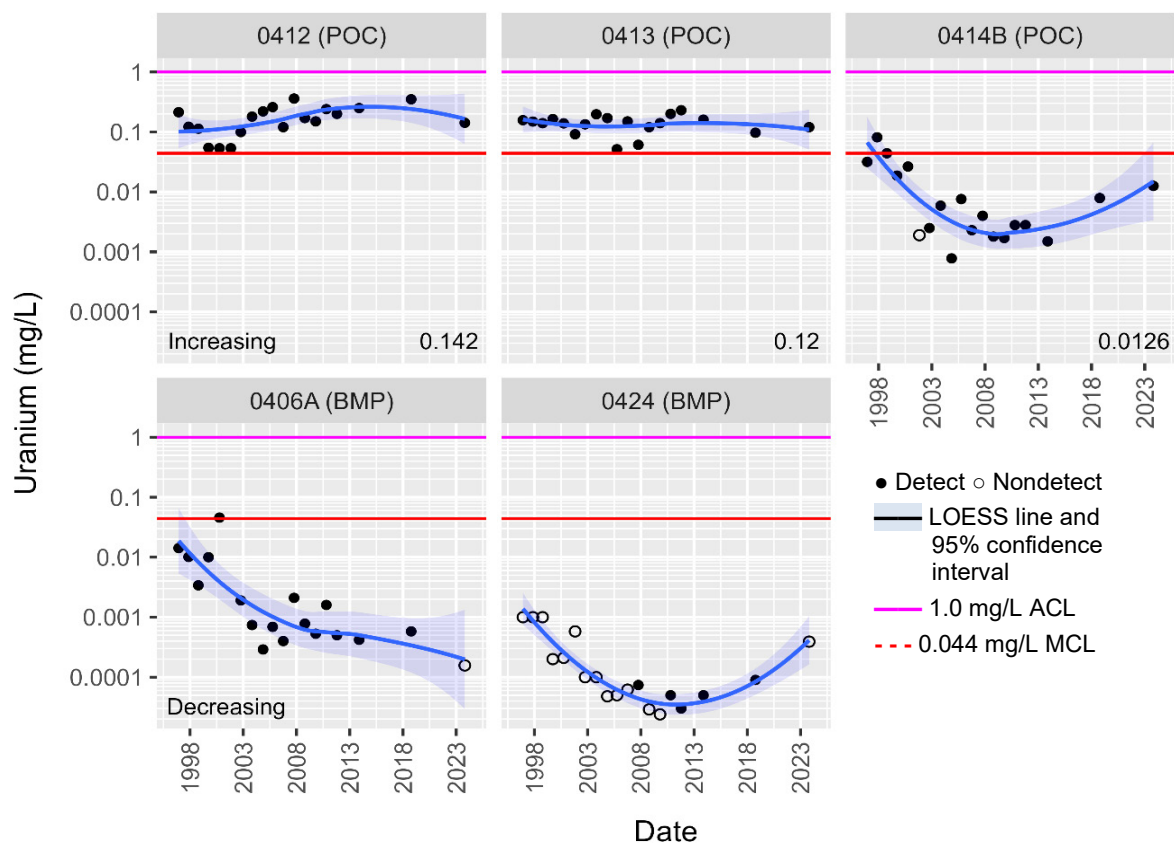 0412 (POC)
0413 (POC)
0414B (POC)
1
0.1
0.01
0.001
0.0001
Increasing
0.142
0.12
0.0126
1998
2003
2008
2013
2018
2023
0406A (BMP)
0424 (BMP)
1
0.1
0.01
0.001
0.0001
Decreasing
1998
2003
2008
2013
2018
2023
1998
2003
2008
2013
2018
2023
Detect
Nondetect
LOESS line and
95% confidence
interval
1.0 mg/L ACL
0.044 mg/L MCL
Uranium (mg/L)
Date